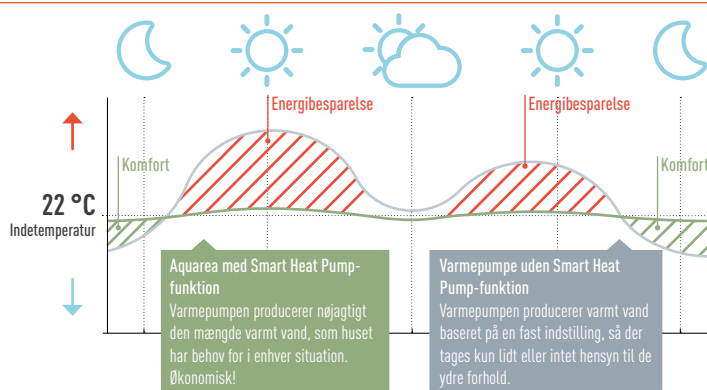 Energibesparelse
Energibesparelse
Komfort
Komfort
22 °C
Indetemperatur
Aquarea med Smart Heat Pump-
funktion
Varmepumpen producerer nøjagtigt
den mængde varmt vand, som huset
har behov for i enhver situation.
Økonomisk!
Varmepumpe uden Smart Heat
Pump-funktion
Varmepumpen producerer varmt vand
baseret på en fast indstilling, så der
tages kun lidt eller intet hensyn til de
ydre forhold.